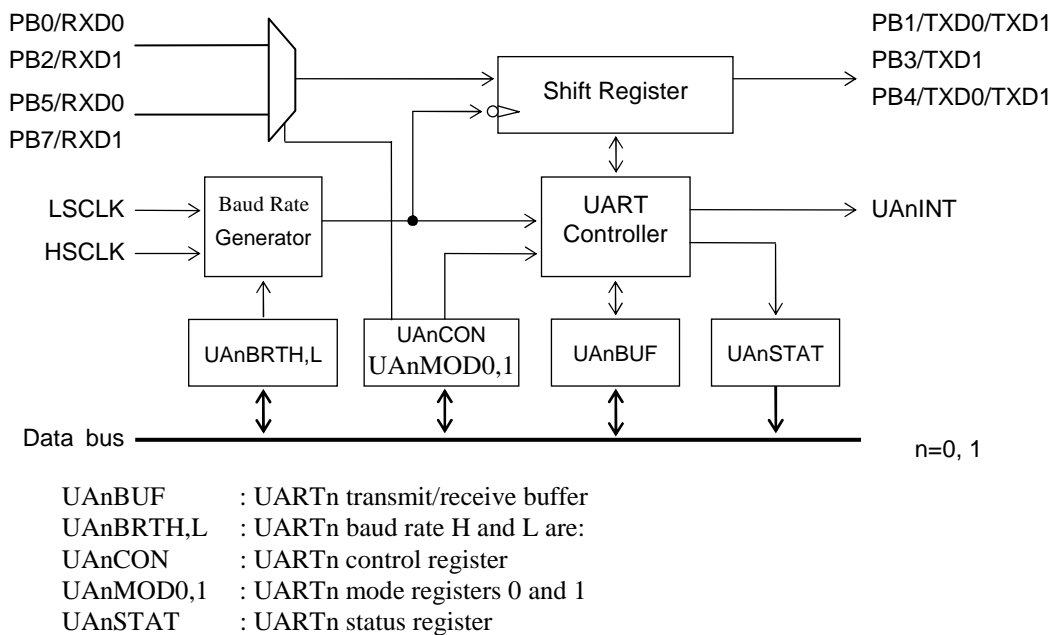 PB0/RXD0
PB2/RXD1
PB5/RXD0
PB7/RXD1
Shift Register
PB1/TXD0/TXD1
PB3/TXD1
PB4/TXD0/TXD1
LSCLK
HSCLK
Baud Rate
Generator
UART
Controller
UAnINT
UAnBRTH,L
UAnCON
UAnMOD0,1
UAnBUF
UAnSTAT
Data bus
n=0, 1
UAnBUF : UARTn transmit/receive buffer
UAnBRTH,L : UARTn baud rate H and L are:
UAnCON : UARTn control register
UAnMOD0,1 : UARTn mode registers 0 and 1
UAnSTAT : UARTn status register